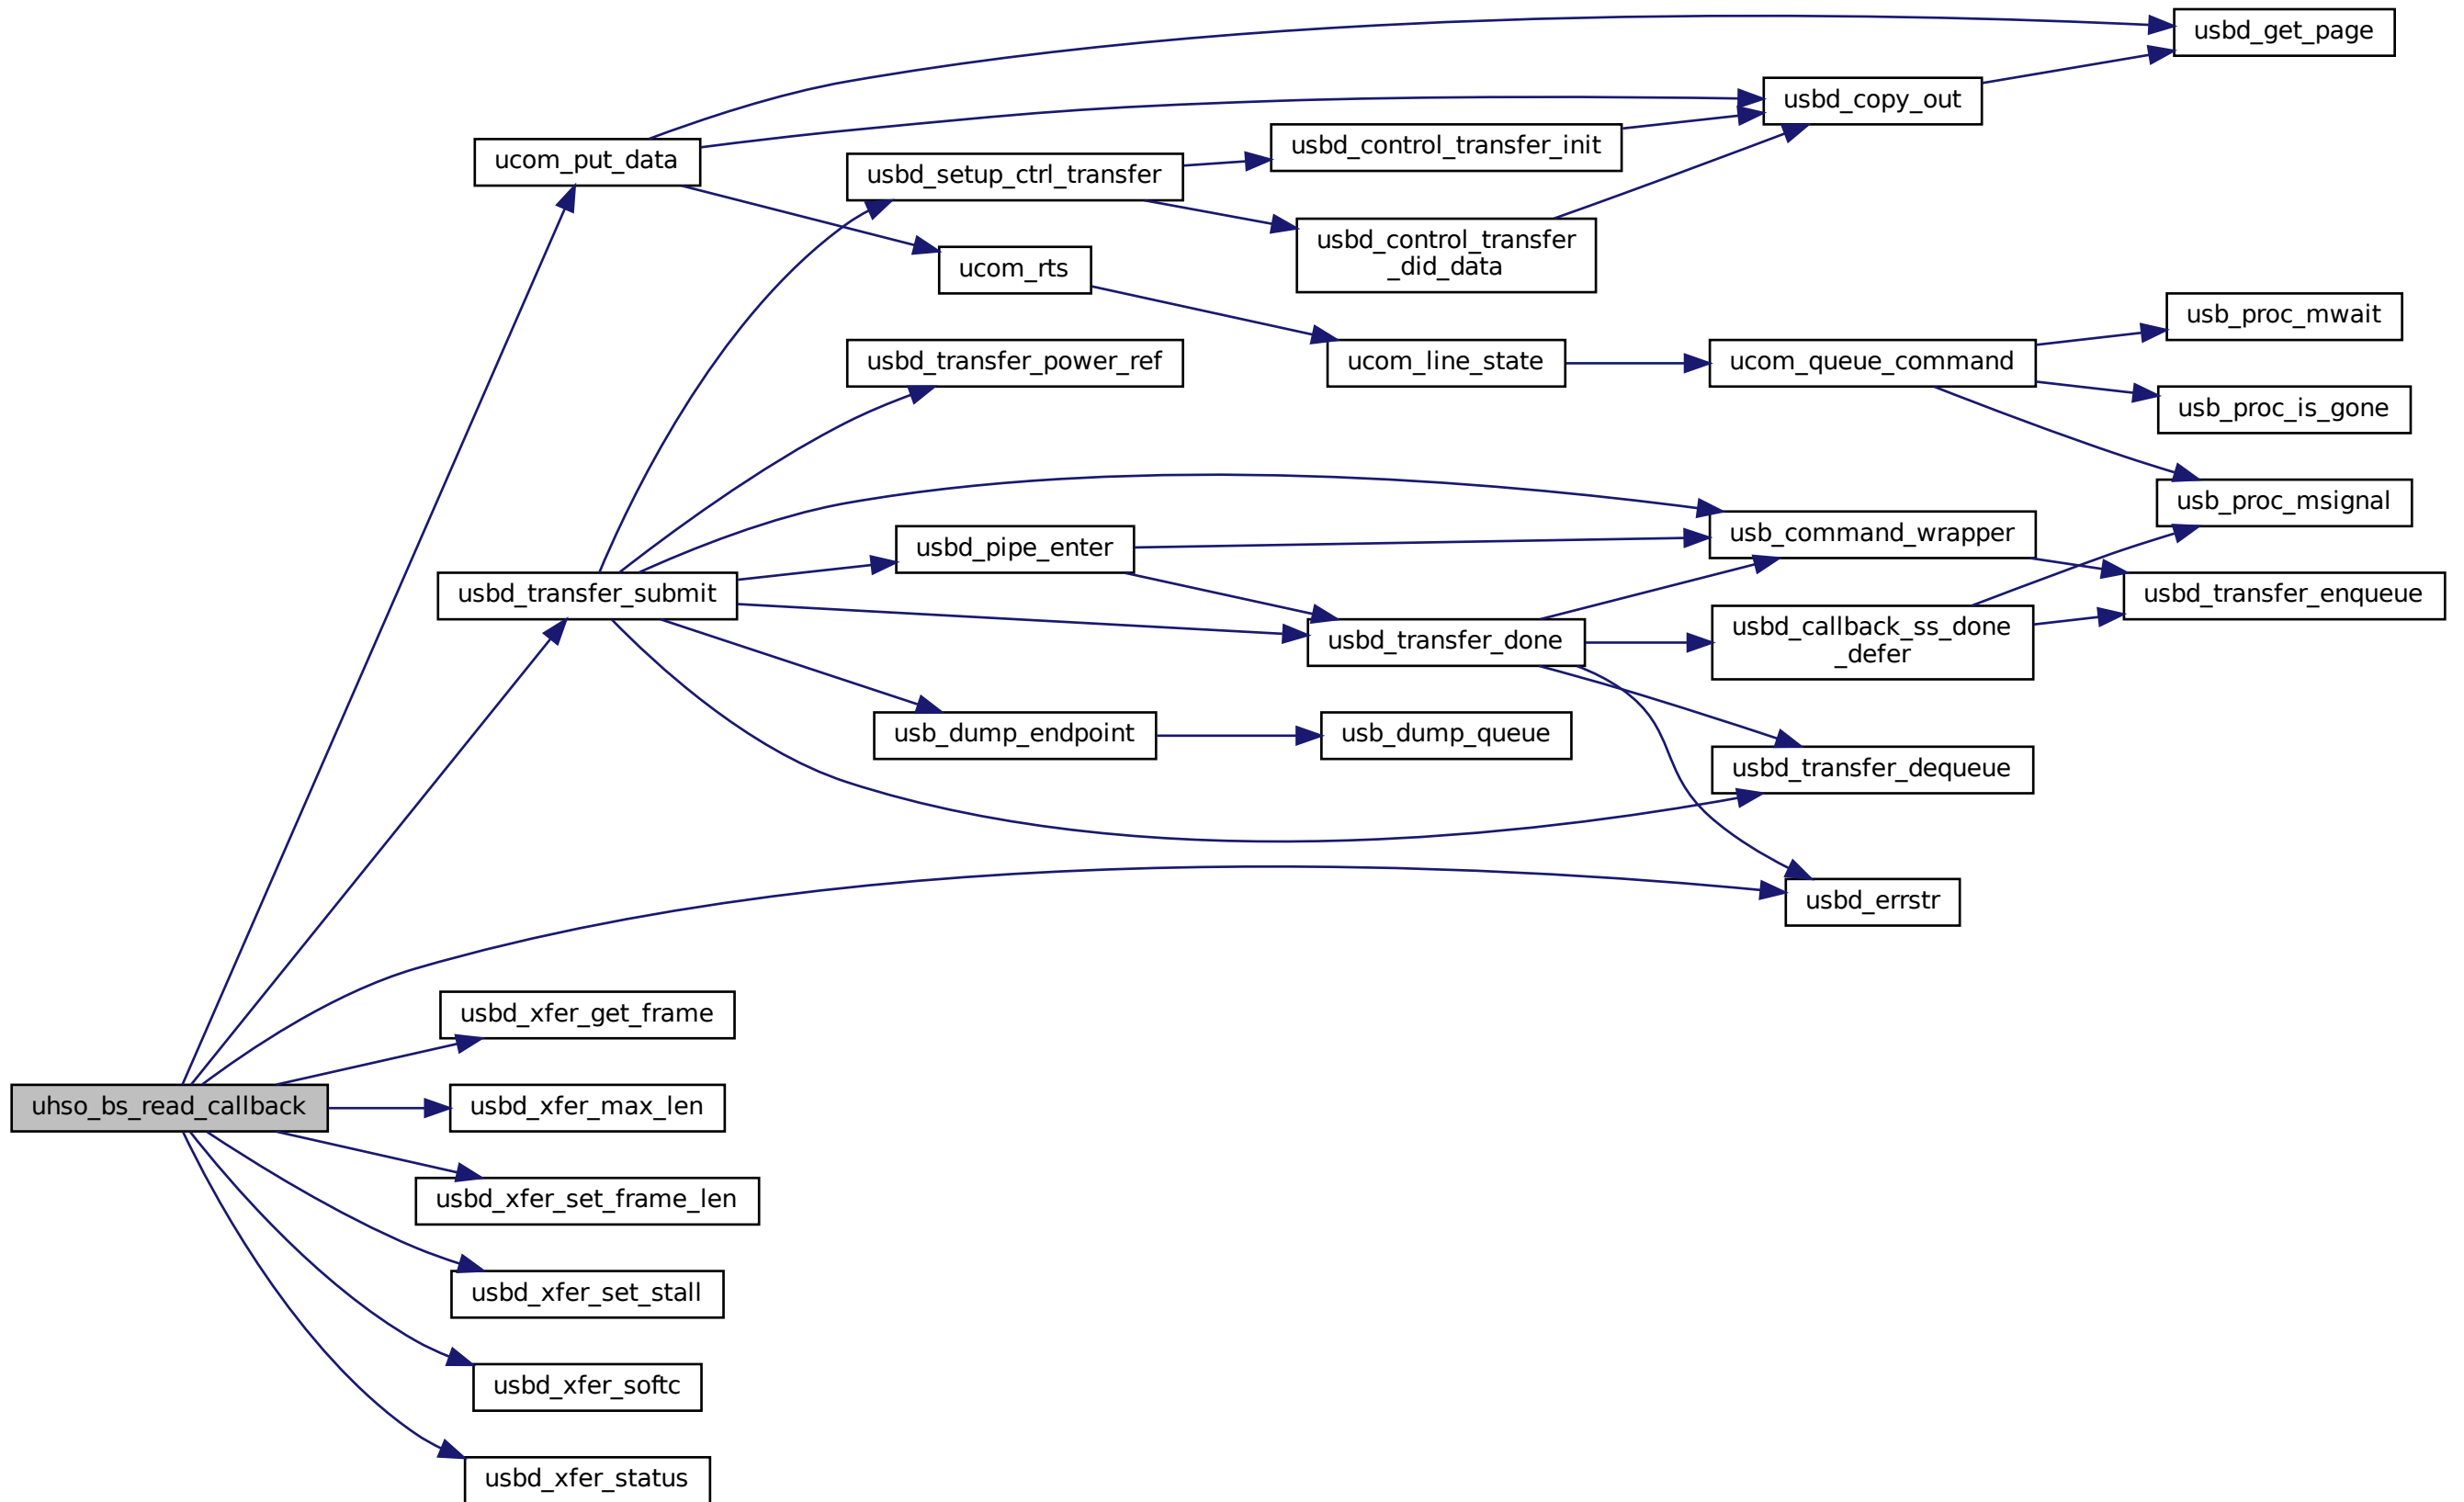 usbd_get_page
usbd_copy_out
usbd_control_transfer_init
ucom_put_data
usbd_setup_ctrl_transfer
usbd_control_transfer
_did_data
ucom_rts
usb_proc_mwait
usbd_transfer_power_ref
ucom_line_state
ucom_queue_command
usb_proc_is_gone
usb_proc_msignal
usb_command_wrapper
usbd_pipe_enter
usbd_transfer_submit
usbd_transfer_enqueue
usbd_transfer_done
usbd_callback_ss_done
_defer
usb_dump_endpoint
usb_dump_queue
usbd_transfer_dequeue
usbd_errstr
usbd_xfer_get_frame
uhso_bs_read_callback
usbd_xfer_max_len
usbd_xfer_set_frame_len
usbd_xfer_set_stall
usbd_xfer_softc
usbd_xfer_status